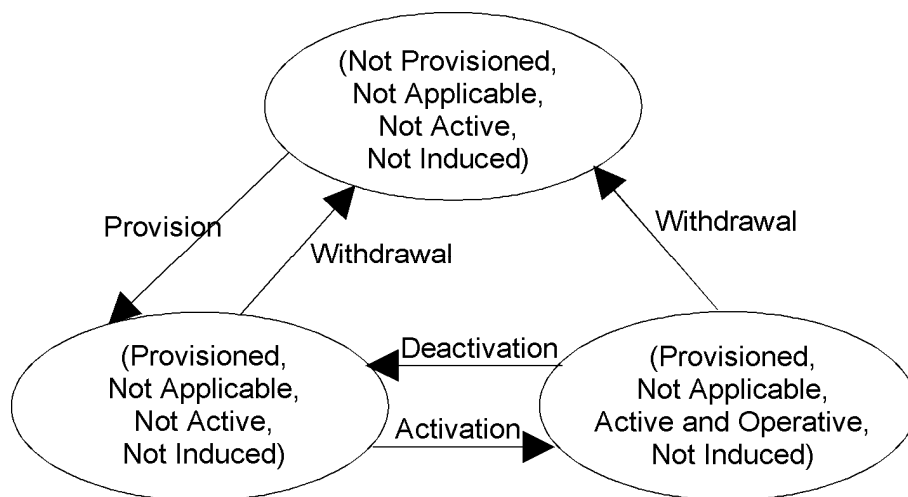 (Not Provisioned,
Not Applicable,
Not Active,
Not Induced)
Provision
Withdrawal
Withdrawal
(Provisioned,
Not Applicable,
Not Active,
Not Induced)
Deactivation
Activation
(Provisioned,
Not Applicable,
Active and Operative,
Not Induced)